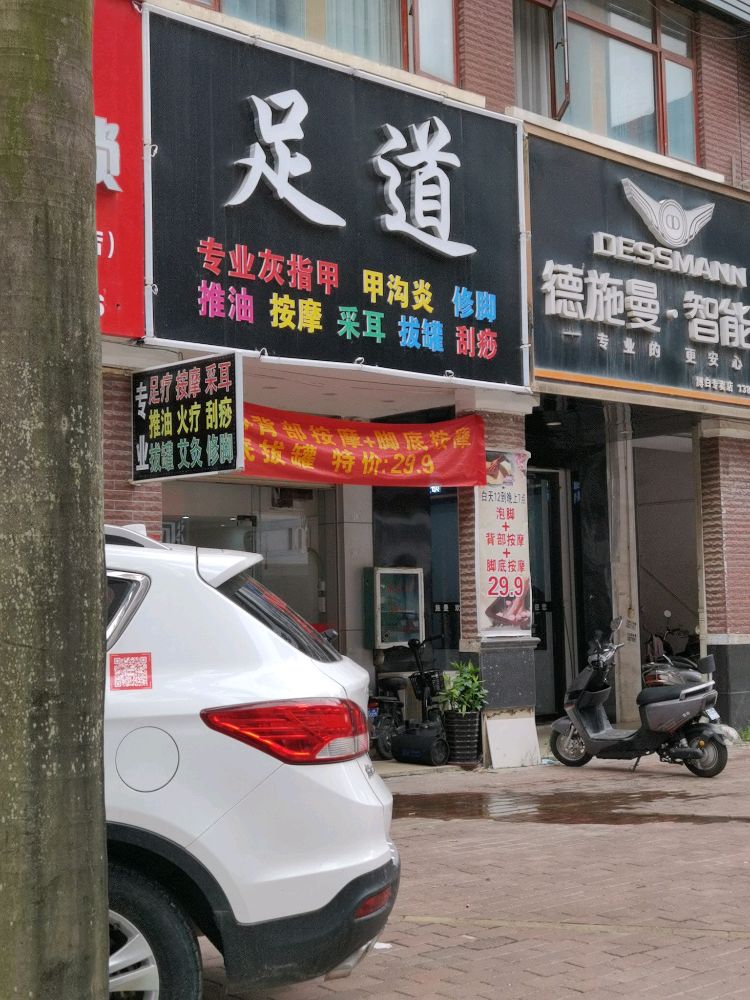 锁
足道
专业灰指甲 甲沟炎 修脚
推油 按摩 采耳 拔罐 刮痧
DESSMANN
德施曼·智能
专业的 更安心
专业
足疗 按摩 采耳
推油 火疗 刮痧
拔罐 艾灸 修脚
背部按摩+脚底按摩
拔罐 特价:29.9
白天12到晚上7点
泡脚
+
背部按摩
+
脚底按摩
29.9